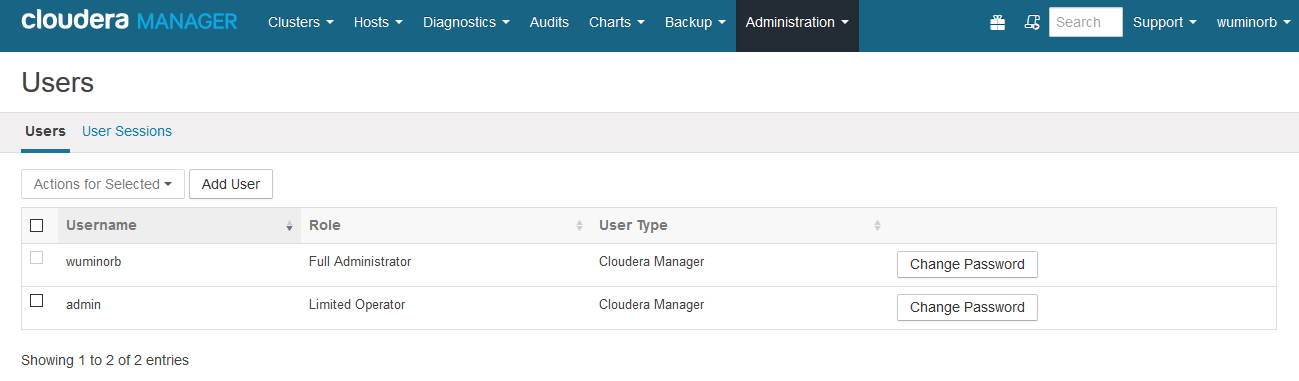 cloudera MANAGER Clusters Hosts Diagnostics Audits Charts Backup Administration Search Support wuminorb
Users
Users User Sessions
Actions for Selected Add User
Username Role User Type
wuminorb Full Administrator Cloudera Manager Change Password
admin Limited Operator Cloudera Manager Change Password
Showing 1 to 2 of 2 entries